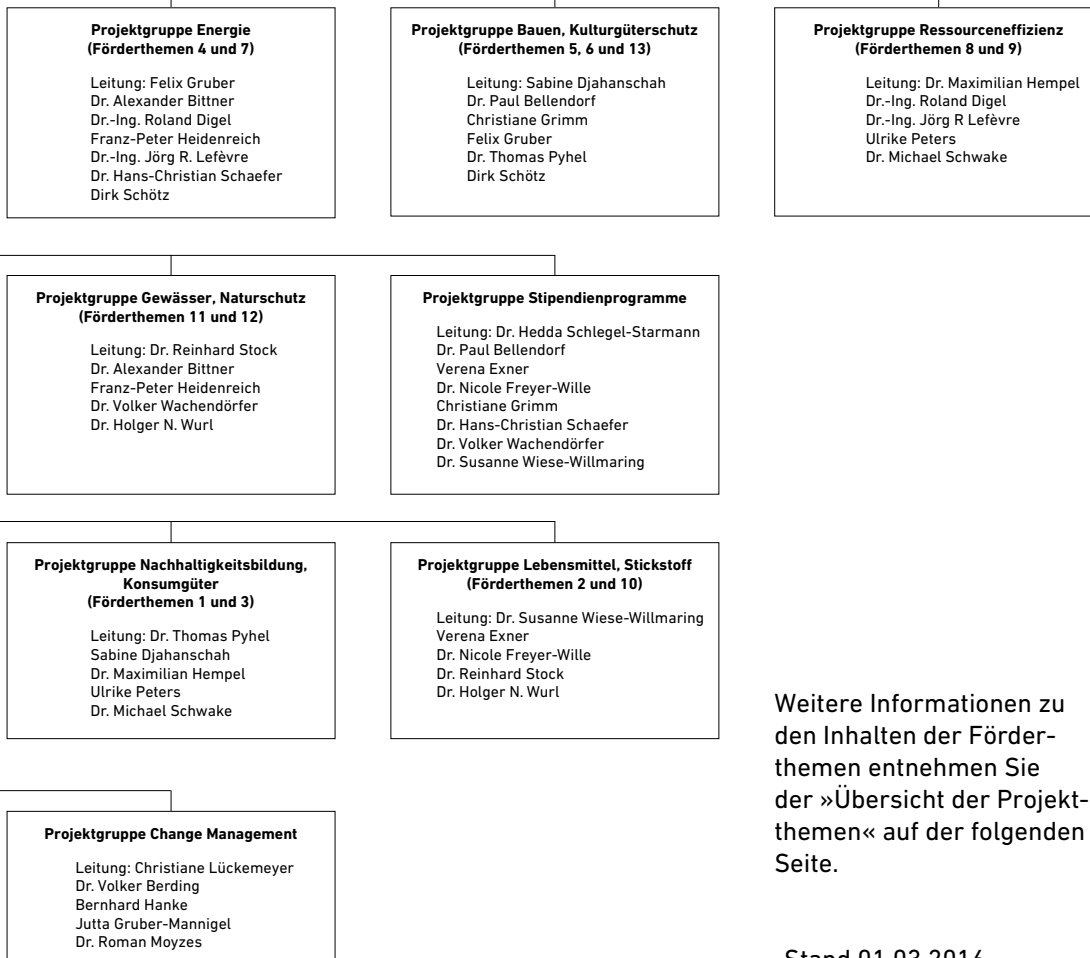 Projektgruppe Energie
(Förderthemen 4 und 7)
Leitung: Felix Gruber
Dr. Alexander Bittner
Dr.-Ing. Roland Digel
Franz-Peter Heidenreich
Dr.-Ing. Jörg R. Lefèvre
Dr. Hans-Christian Schaefer
Dirk Schötz
Projektgruppe Bauen, Kulturgüterschutz
(Förderthemen 5, 6 und 13)
Leitung: Sabine Djahanschah
Dr. Paul Bellendorf
Christiane Grimm
Felix Gruber
Dr. Thomas Pyhel
Dirk Schötz
Projektgruppe Ressourceneffizienz
(Förderthemen 8 und 9)
Leitung: Dr. Maximilian Hempel
Dr.-Ing. Roland Digel
Dr.-Ing. Jörg R Lefèvre
Ulrike Peters
Dr. Michael Schwake
Projektgruppe Gewässer, Naturschutz
(Förderthemen 11 und 12)
Leitung: Dr. Reinhard Stock
Dr. Alexander Bittner
Franz-Peter Heidenreich
Dr. Volker Wachendörfer
Dr. Holger N. Wurl
Projektgruppe Stipendienprogramme
Leitung: Dr. Hedda Schlegel-Starmann
Dr. Paul Bellendorf
Verena Exner
Dr. Nicole Freyer-Wille
Christiane Grimm
Dr. Hans-Christian Schaefer
Dr. Volker Wachendörfer
Dr. Susanne Wiese-Willmaring
Projektgruppe Nachhaltigkeitsbildung,
Konsumgüter
(Förderthemen 1 und 3)
Leitung: Dr. Thomas Pyhel
Sabine Djahanschah
Dr. Maximilian Hempel
Ulrike Peters
Dr. Michael Schwake
Projektgruppe Lebensmittel, Stickstoff
(Förderthemen 2 und 10)
Leitung: Dr. Susanne Wiese-Willmaring
Verena Exner
Dr. Nicole Freyer-Wille
Dr. Reinhard Stock
Dr. Holger N. Wurl
Projektgruppe Change Management
Leitung: Christiane Lückemeyer
Dr. Volker Berding
Bernhard Hanke
Jutta Gruber-Mannigel
Dr. Roman Moyzes
Weitere Informationen zu
den Inhalten der Förder-
themen entnehmen Sie
der »Übersicht der Projekt-
themen« auf der folgenden
Seite.
Stand 01.03.2016